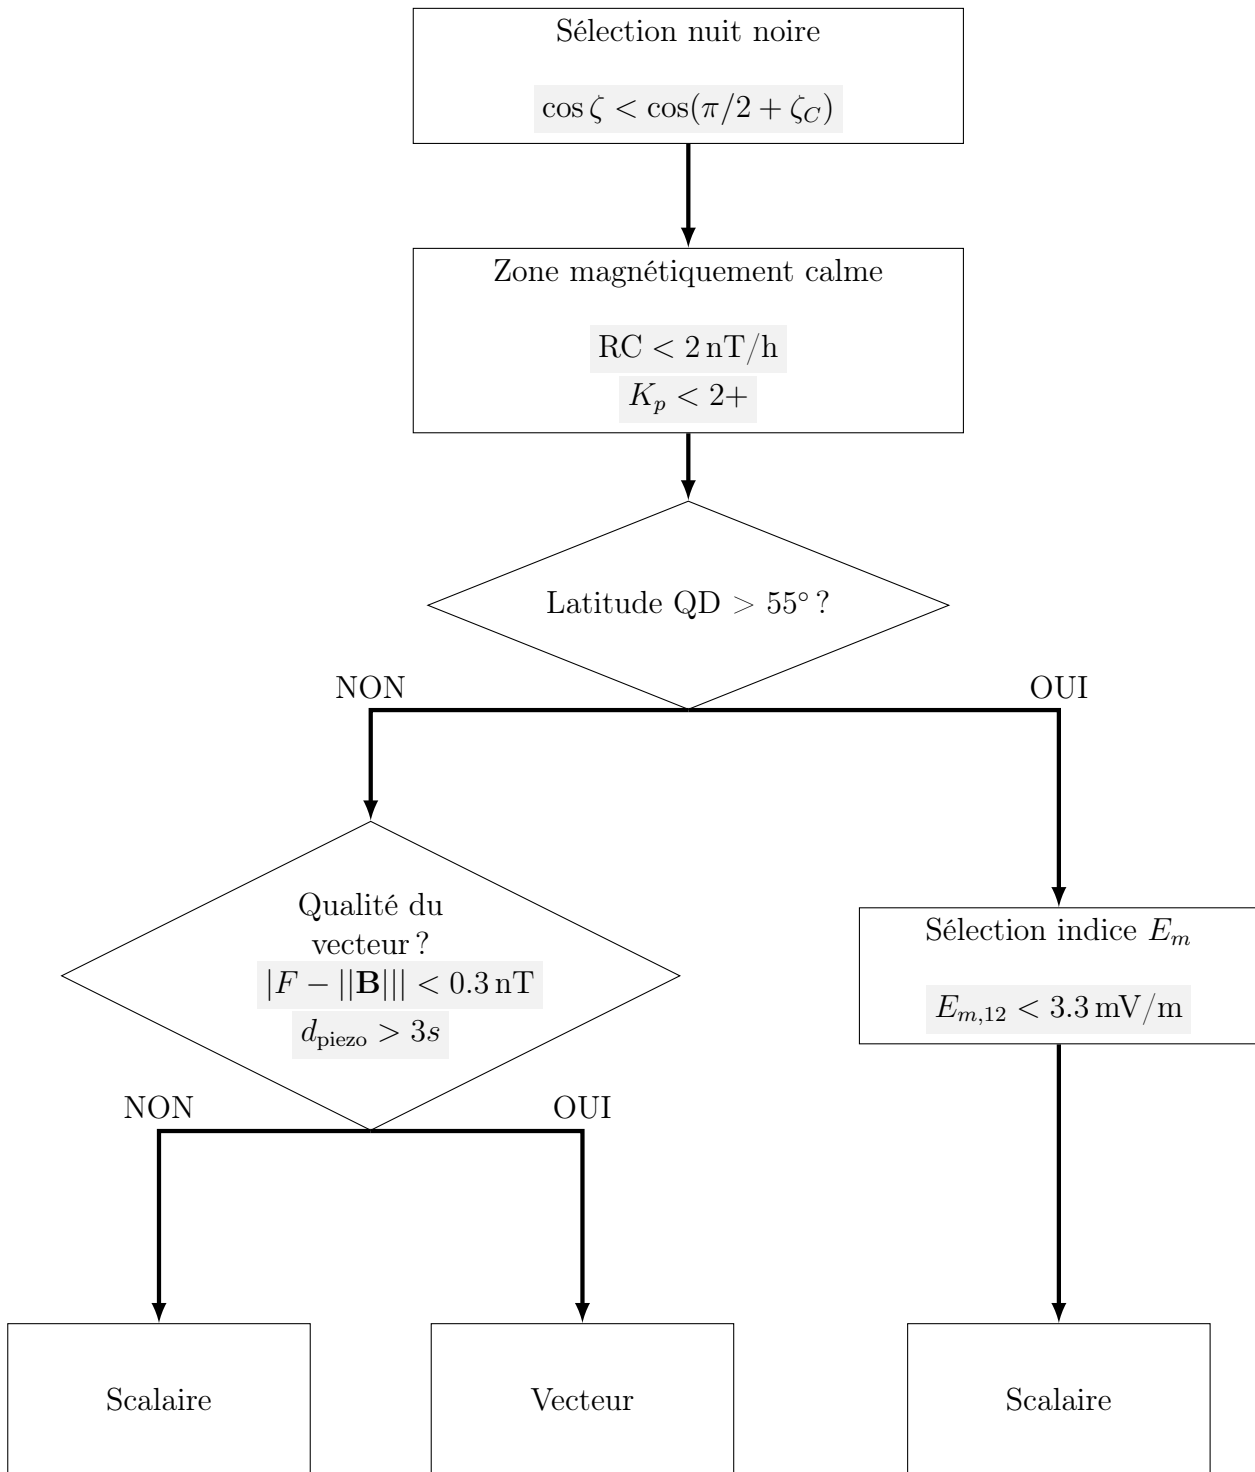 Sélection nuit noire
cos ζ < cos(π/2 + ζ_C)
Zone magnétiquement calme
RC < 2 nT/h
K_p < 2+
Latitude QD > 55° ?
NON
OUI
Qualité du
vecteur ?
|F − ||𝐁||| < 0.3 nT
d_piezo > 3s
Sélection indice E_m
E_m,12 < 3.3 mV/m
NON
OUI
Scalaire
Vecteur
Scalaire